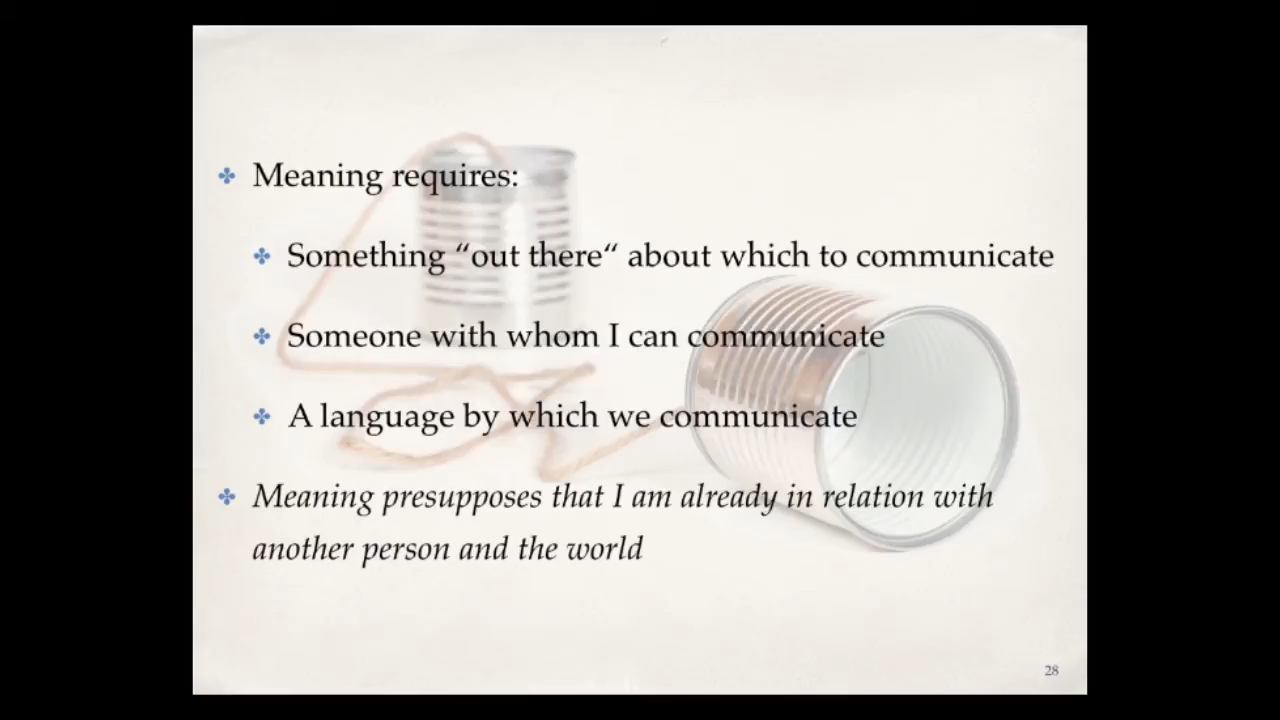 Meaning requires:
Something “out there“ about which to communicate
Someone with whom I can communicate
A language by which we communicate
Meaning presupposes that I am already in relation with
another person and the world
28